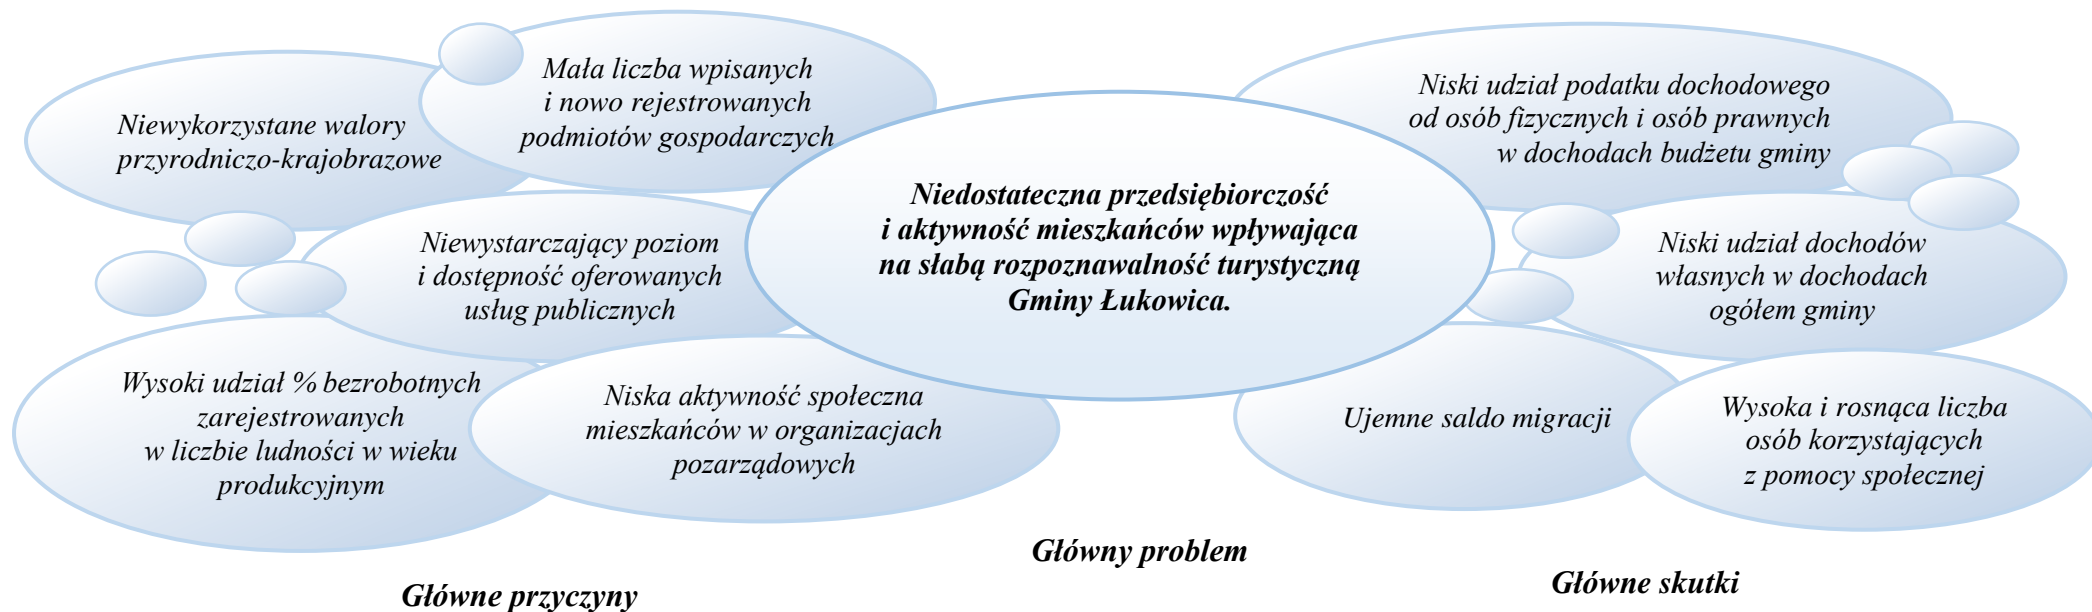 Niewykorzystane walory
przyrodniczo-krajobrazowe
Mała liczba wpisanych
i nowo rejestrowanych
podmiotów gospodarczych
Niewystarczający poziom
i dostępność oferowanych
usług publicznych
Wysoki udział % bezrobotnych
zarejestrowanych
w liczbie ludności w wieku
produkcyjnym
Niska aktywność społeczna
mieszkańców w organizacjach
pozarządowych
Główne przyczyny
Niedostateczna przedsiębiorczość
i aktywność mieszkańców wpływająca
na słabą rozpoznawalność turystyczną
Gminy Łukowica.
Główny problem
Niski udział podatku dochodowego
od osób fizycznych i osób prawnych
w dochodach budżetu gminy
Niski udział dochodów
własnych w dochodach
ogółem gminy
Ujemne saldo migracji
Wysoka i rosnąca liczba
osób korzystających
z pomocy społecznej
Główne skutki